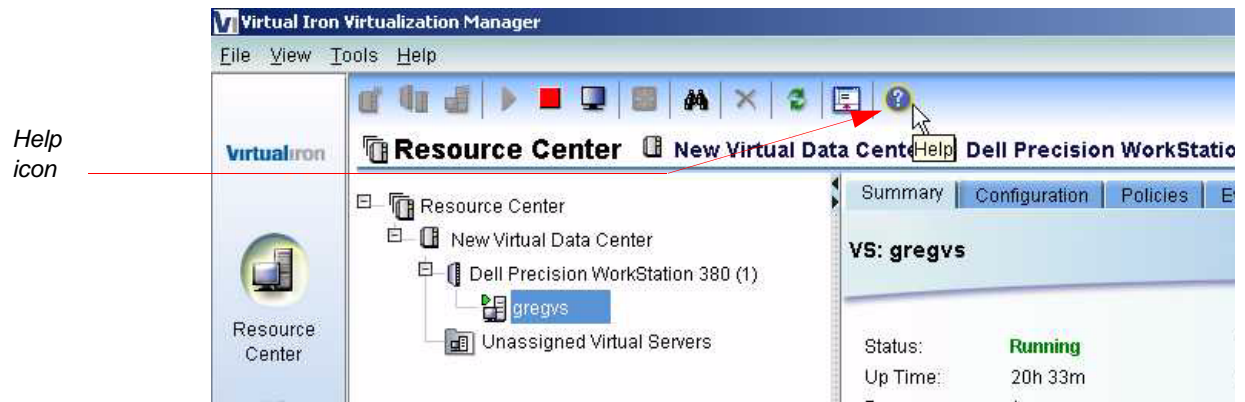 Virtual Iron Virtualization Manager
File View Tools Help
Help
icon
Virtualiron
Resource Center New Virtual Data Cente Dell Precision WorkStatio
Help
Resource
Center
Resource Center
New Virtual Data Center
Dell Precision WorkStation 380 (1)
gregvs
Unassigned Virtual Servers
Summary Configuration Policies Ev
VS: gregvs
Status: Running
Up Time: 20h 33m